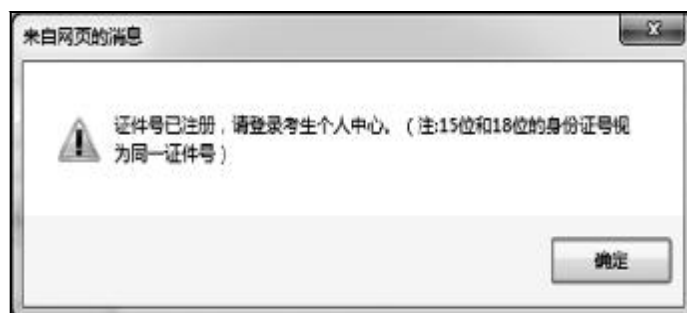 来自网页的消息
证件号已注册，请登录考生个人中心。（注:15位和18位的身份证号视
为同一证件号）
确定